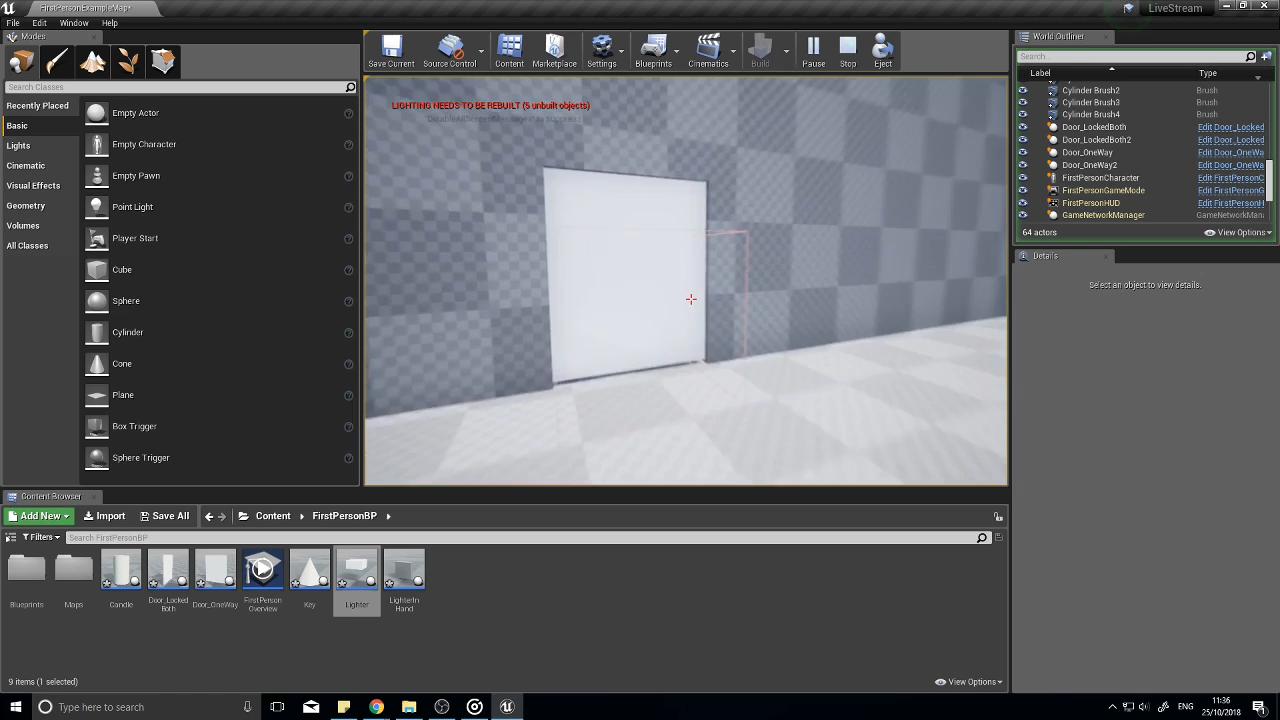 FirstPersonExampleMap*
LiveStream
File Edit Window Help
Modes
Search Classes
Recently Placed
Basic
Lights
Cinematic
Visual Effects
Geometry
Volumes
All Classes
Empty Actor
Empty Character
Empty Pawn
Point Light
Player Start
Cube
Sphere
Cylinder
Cone
Plane
Box Trigger
Sphere Trigger
Save Current
Source Control
Content
Marketplace
Settings
Blueprints
Cinematics
Build
Pause
Stop
Eject
LIGHTING NEEDS TO BE REBUILT (5 unbuilt objects)
World Outliner
Search...
Label Type
Cylinder Brush2 Brush
Cylinder Brush3 Brush
Cylinder Brush4 Brush
Door_LockedBoth Edit Door_Locked
Door_LockedBoth2 Edit Door_Locked
Door_OneWay Edit Door_OneWa
Door_OneWay2 Edit Door_OneWa
FirstPersonCharacter Edit FirstPersonC
FirstPersonGameMode Edit FirstPersonG
FirstPersonHUD Edit FirstPersonH
GameNetworkManager GameNetworkMan
64 actors
View Options
Details
Select an object to view details.
Content Browser
Add New Import Save All Content FirstPersonBP
Filters Search FirstPersonBP
Blueprints
Maps
Candle
Door_Locked
Both
Door_OneWay
FirstPerson
Overview
Key
Lighter
LighterIn
Hand
9 items (1 selected)
View Options
Type here to search
ENG
11:36
25/10/2018